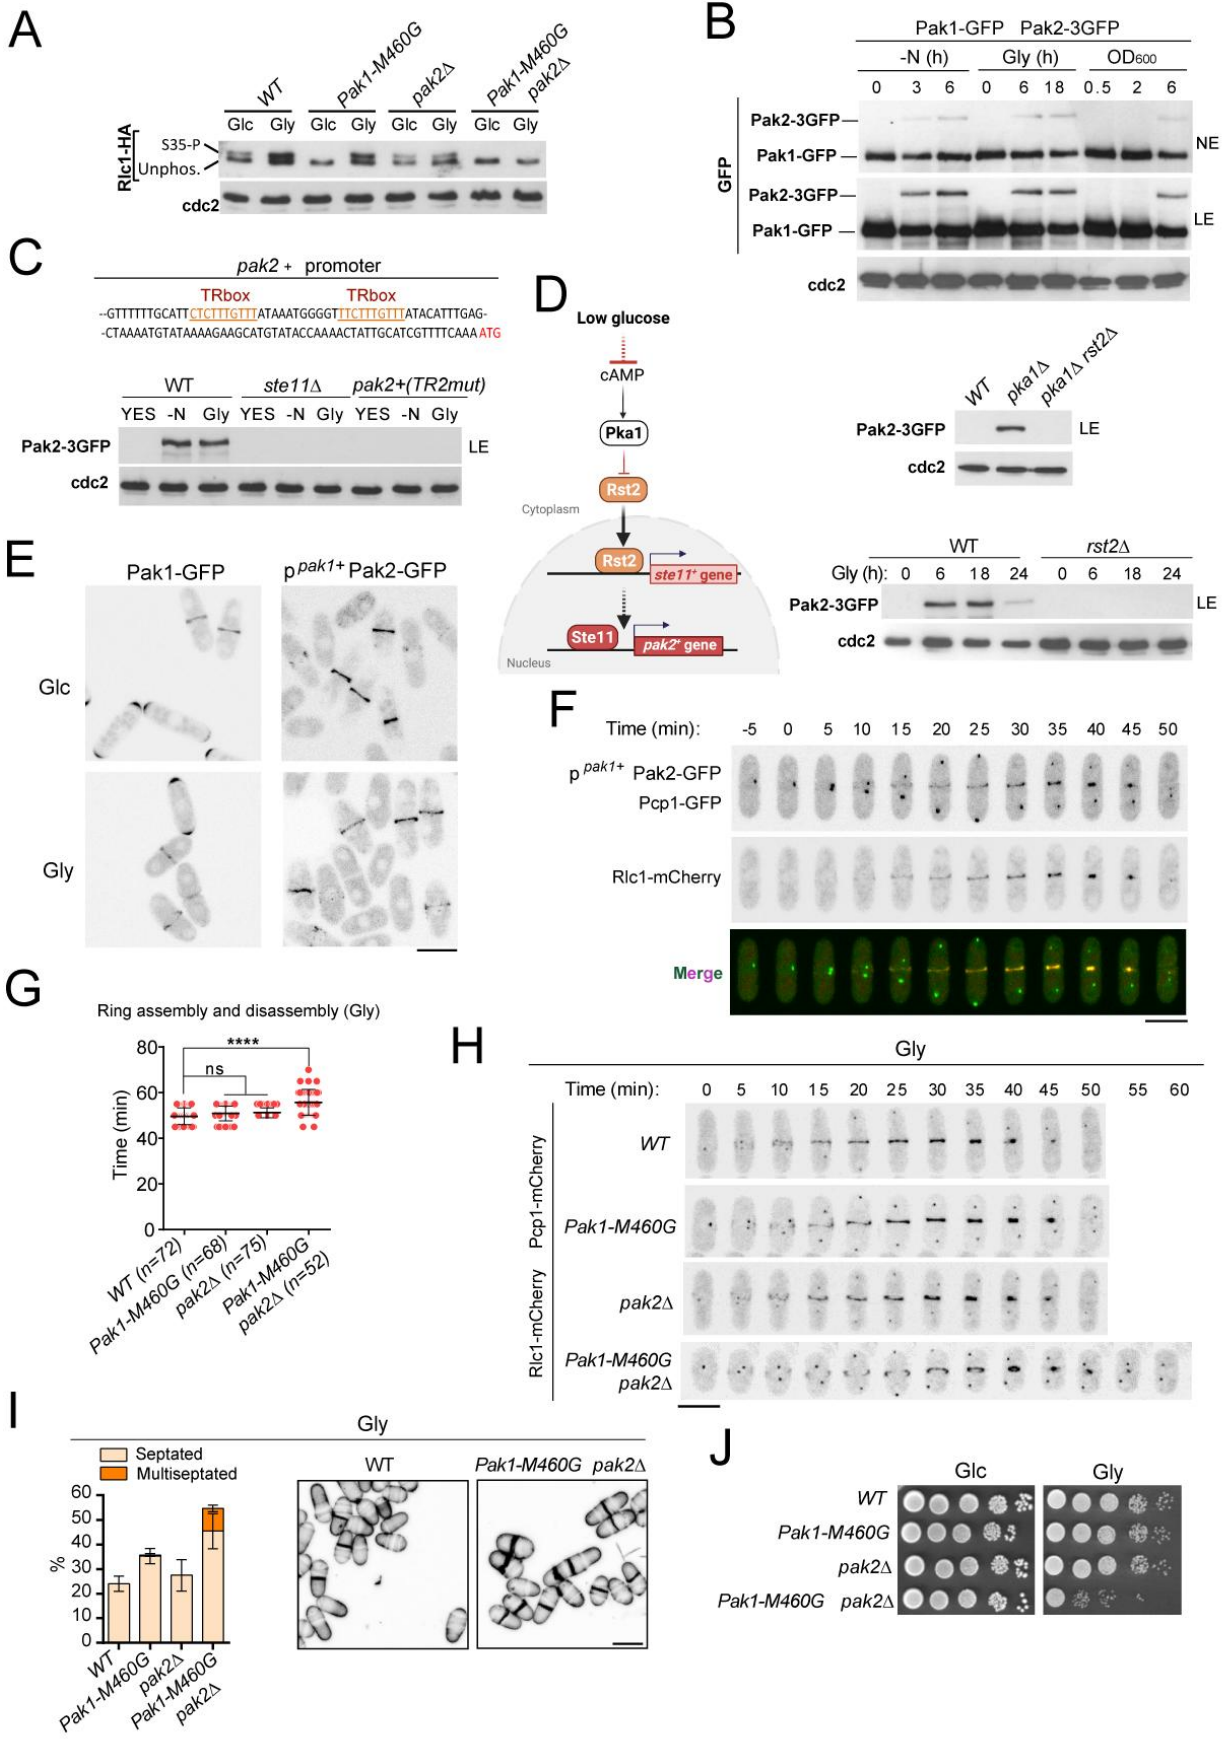 A
WT
Pak1-M460G
pak2Δ
Pak1-M460G
pak2Δ
Glc Gly Glc Gly Glc Gly Glc Gly
Rlc1-HA
S35-P
Unphos.
cdc2
B
Pak1-GFP Pak2-3GFP
-N (h) Gly (h) OD600
0 3 6 0 6 18 0.5 2 6
GFP
Pak2-3GFP
Pak1-GFP
NE
Pak2-3GFP
Pak1-GFP
LE
cdc2
C
pak2 + promoter
TRbox TRbox
--GTTTTTTGCATTCTCTTTGTTTATAAATGGGGTTTCTTTGTTTATACATTTGAG-
-CTAAAATGTATAAAAGAAGCATGTATACCAAAACTATTGCATCGTTTTCAAA ATG
WT ste11Δ pak2+(TR2mut)
YES -N Gly YES -N Gly YES -N Gly
Pak2-3GFP
LE
cdc2
D
Low glucose
cAMP
Pka1
Rst2
Cytoplasm
Rst2
ste11+ gene
Ste11
pak2+ gene
Nucleus
WT
pka1Δ
pka1Δ rst2Δ
Pak2-3GFP
LE
cdc2
WT rst2Δ
Gly (h): 0 6 18 24 0 6 18 24
Pak2-3GFP
LE
cdc2
E
Pak1-GFP p pak1+ Pak2-GFP
Glc
Gly
F
Time (min): -5 0 5 10 15 20 25 30 35 40 45 50
p pak1+ Pak2-GFP
Pcp1-GFP
Rlc1-mCherry
Merge
G
Ring assembly and disassembly (Gly)
Time (min)
80
60
40
20
0
****
ns
WT (n=72)
Pak1-M460G (n=68)
pak2Δ (n=75)
Pak1-M460G
pak2Δ (n=52)
H
Gly
Time (min): 0 5 10 15 20 25 30 35 40 45 50 55 60
Rlc1-mCherry Pcp1-mCherry
WT
Pak1-M460G
pak2Δ
Pak1-M460G
pak2Δ
I
Gly
Septated
Multiseptated
%
60
50
40
30
20
10
0
WT
Pak1-M460G
pak2Δ
Pak1-M460G
pak2Δ
WT Pak1-M460G pak2Δ
J
Glc Gly
WT
Pak1-M460G
pak2Δ
Pak1-M460G pak2Δ